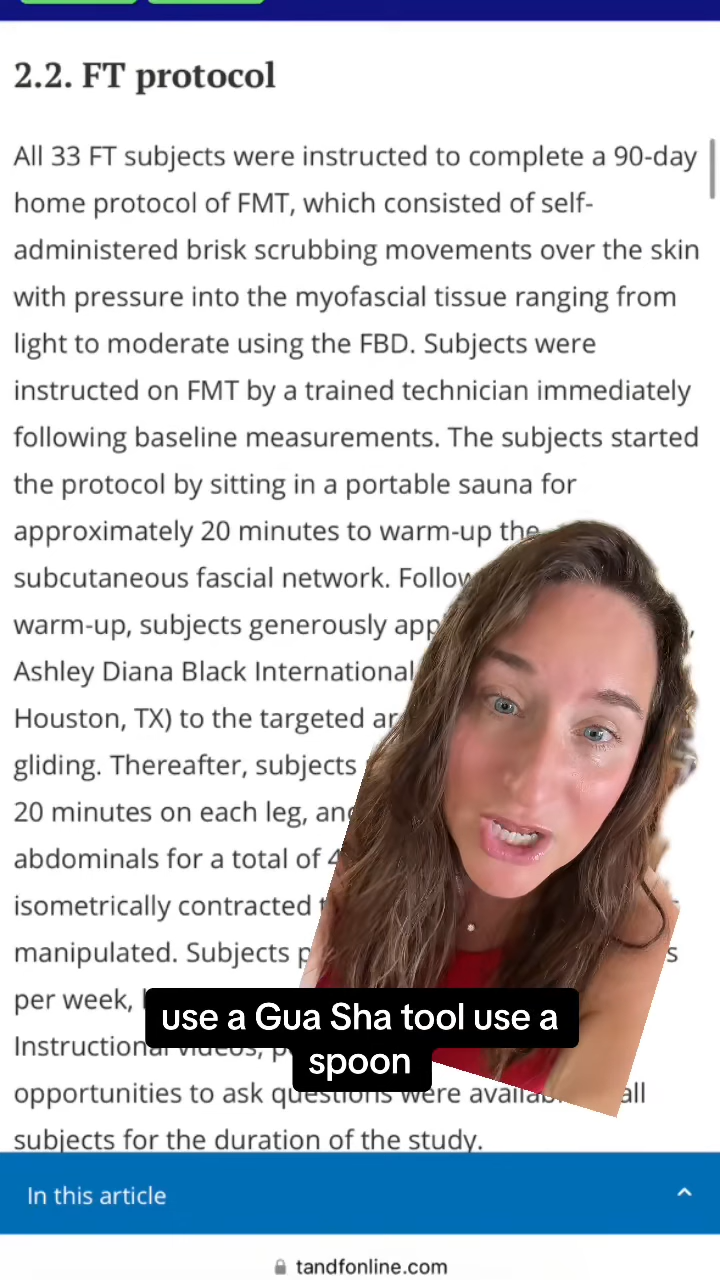 2.2. FT protocol
All 33 FT subjects were instructed to complete a 90-day
home protocol of FMT, which consisted of self-
administered brisk scrubbing movements over the skin
with pressure into the myofascial tissue ranging from
light to moderate using the FBD. Subjects were
instructed on FMT by a trained technician immediately
following baseline measurements. The subjects started
the protocol by sitting in a portable sauna for
approximately 20 minutes to warm-up the
subcutaneous fascial network.
warm-up, subjects generously
Ashley Diana Black International
Houston, TX) to the targeted
gliding. Thereafter, subjects
20 minutes on each leg,
abdominals for a total of
isometrically contracted
manipulated. Subjects
per week,
use a Gua Sha tool use a
spoon
Instructional videos,
opportunities to ask questions were all
subjects for the duration of the study.
In this article
tandfonline.com